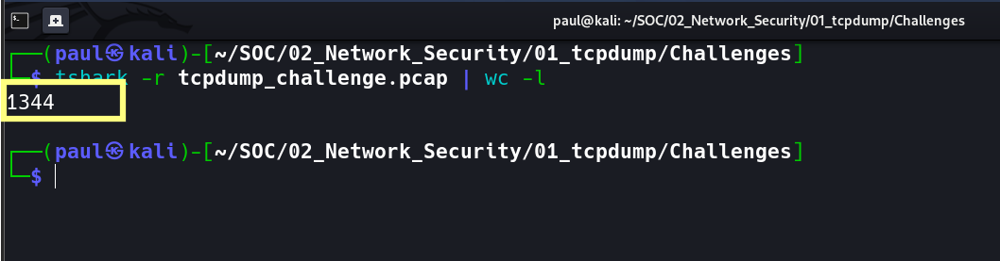 paul@kali: ~/SOC/02_Network_Security/01_tcpdump/Challenges
┌──(paul㉿kali)-[~/SOC/02_Network_Security/01_tcpdump/Challenges]
└─$ tshark -r tcpdump_challenge.pcap | wc -l
1344
┌──(paul㉿kali)-[~/SOC/02_Network_Security/01_tcpdump/Challenges]
└─$